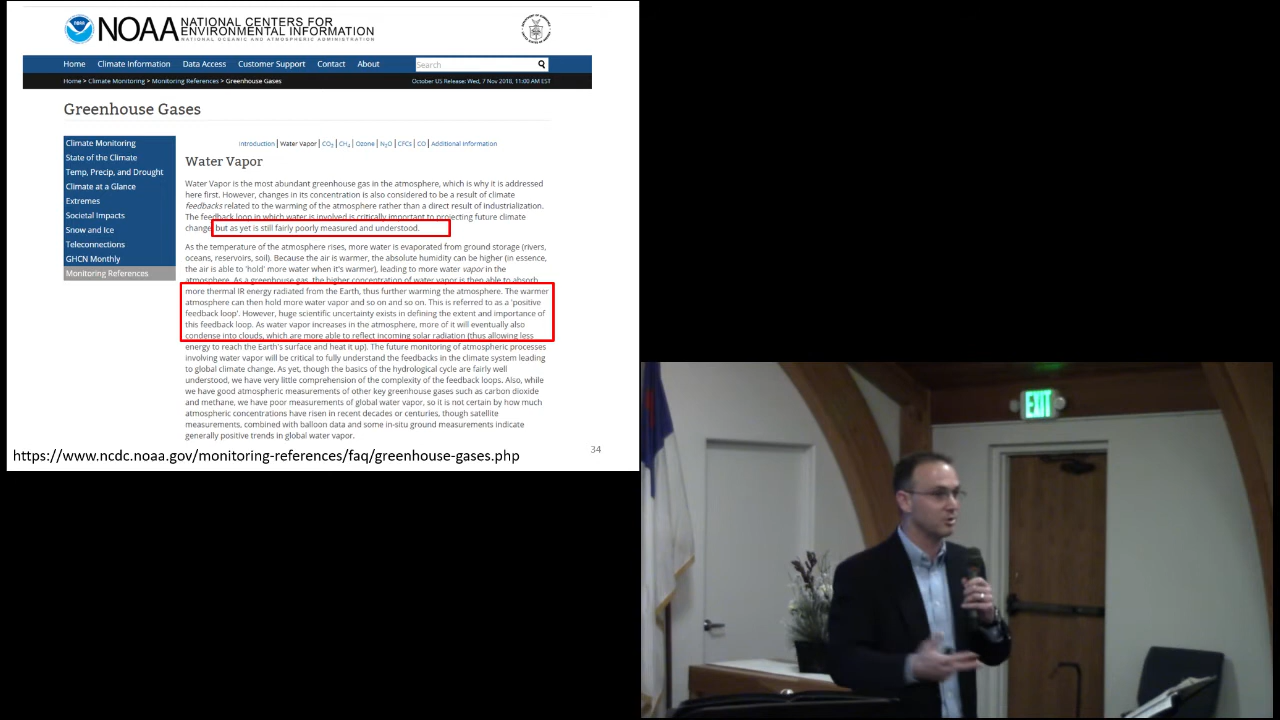 NOAA
NATIONAL CENTERS FOR
ENVIRONMENTAL INFORMATION
NATIONAL OCEANIC AND ATMOSPHERIC ADMINISTRATION
Home Climate Information Data Access Customer Support Contact About Search
Home > Climate Monitoring > Monitoring References > Greenhouse Gases October US Release: Wed, 7 Nov 2018, 11:00 AM EST
Greenhouse Gases
Climate Monitoring
State of the Climate
Temp, Precip, and Drought
Climate at a Glance
Extremes
Societal Impacts
Snow and Ice
Teleconnections
GHCN Monthly
Monitoring References
Introduction | Water Vapor | CO₂ | CH₄ | Ozone | N₂O | CFCs | CO | Additional Information
Water Vapor
Water Vapor is the most abundant greenhouse gas in the atmosphere, which is why it is addressed
here first. However, changes in its concentration is also considered to be a result of climate
feedbacks related to the warming of the atmosphere rather than a direct result of industrialization.
The feedback loop in which water is involved is critically important to projecting future climate
change, but as yet is still fairly poorly measured and understood.
As the temperature of the atmosphere rises, more water is evaporated from ground storage (rivers,
oceans, reservoirs, soil). Because the air is warmer, the absolute humidity can be higher (in essence,
the air is able to 'hold' more water when it's warmer), leading to more water vapor in the
atmosphere. As a greenhouse gas, the higher concentration of water vapor is then able to absorb
more thermal IR energy radiated from the Earth, thus further warming the atmosphere. The warmer
atmosphere can then hold more water vapor and so on and so on. This is referred to as a 'positive
feedback loop'. However, huge scientific uncertainty exists in defining the extent and importance of
this feedback loop. As water vapor increases in the atmosphere, more of it will eventually also
condense into clouds, which are more able to reflect incoming solar radiation (thus allowing less
energy to reach the Earth's surface and heat it up). The future monitoring of atmospheric processes
involving water vapor will be critical to fully understand the feedbacks in the climate system leading
to global climate change. As yet, though the basics of the hydrological cycle are fairly well
understood, we have very little comprehension of the complexity of the feedback loops. Also, while
we have good atmospheric measurements of other key greenhouse gases such as carbon dioxide
and methane, we have poor measurements of global water vapor, so it is not certain by how much
atmospheric concentrations have risen in recent decades or centuries, though satellite
measurements, combined with balloon data and some in-situ ground measurements indicate
generally positive trends in global water vapor.
https://www.ncdc.noaa.gov/monitoring-references/faq/greenhouse-gases.php
34
EXIT